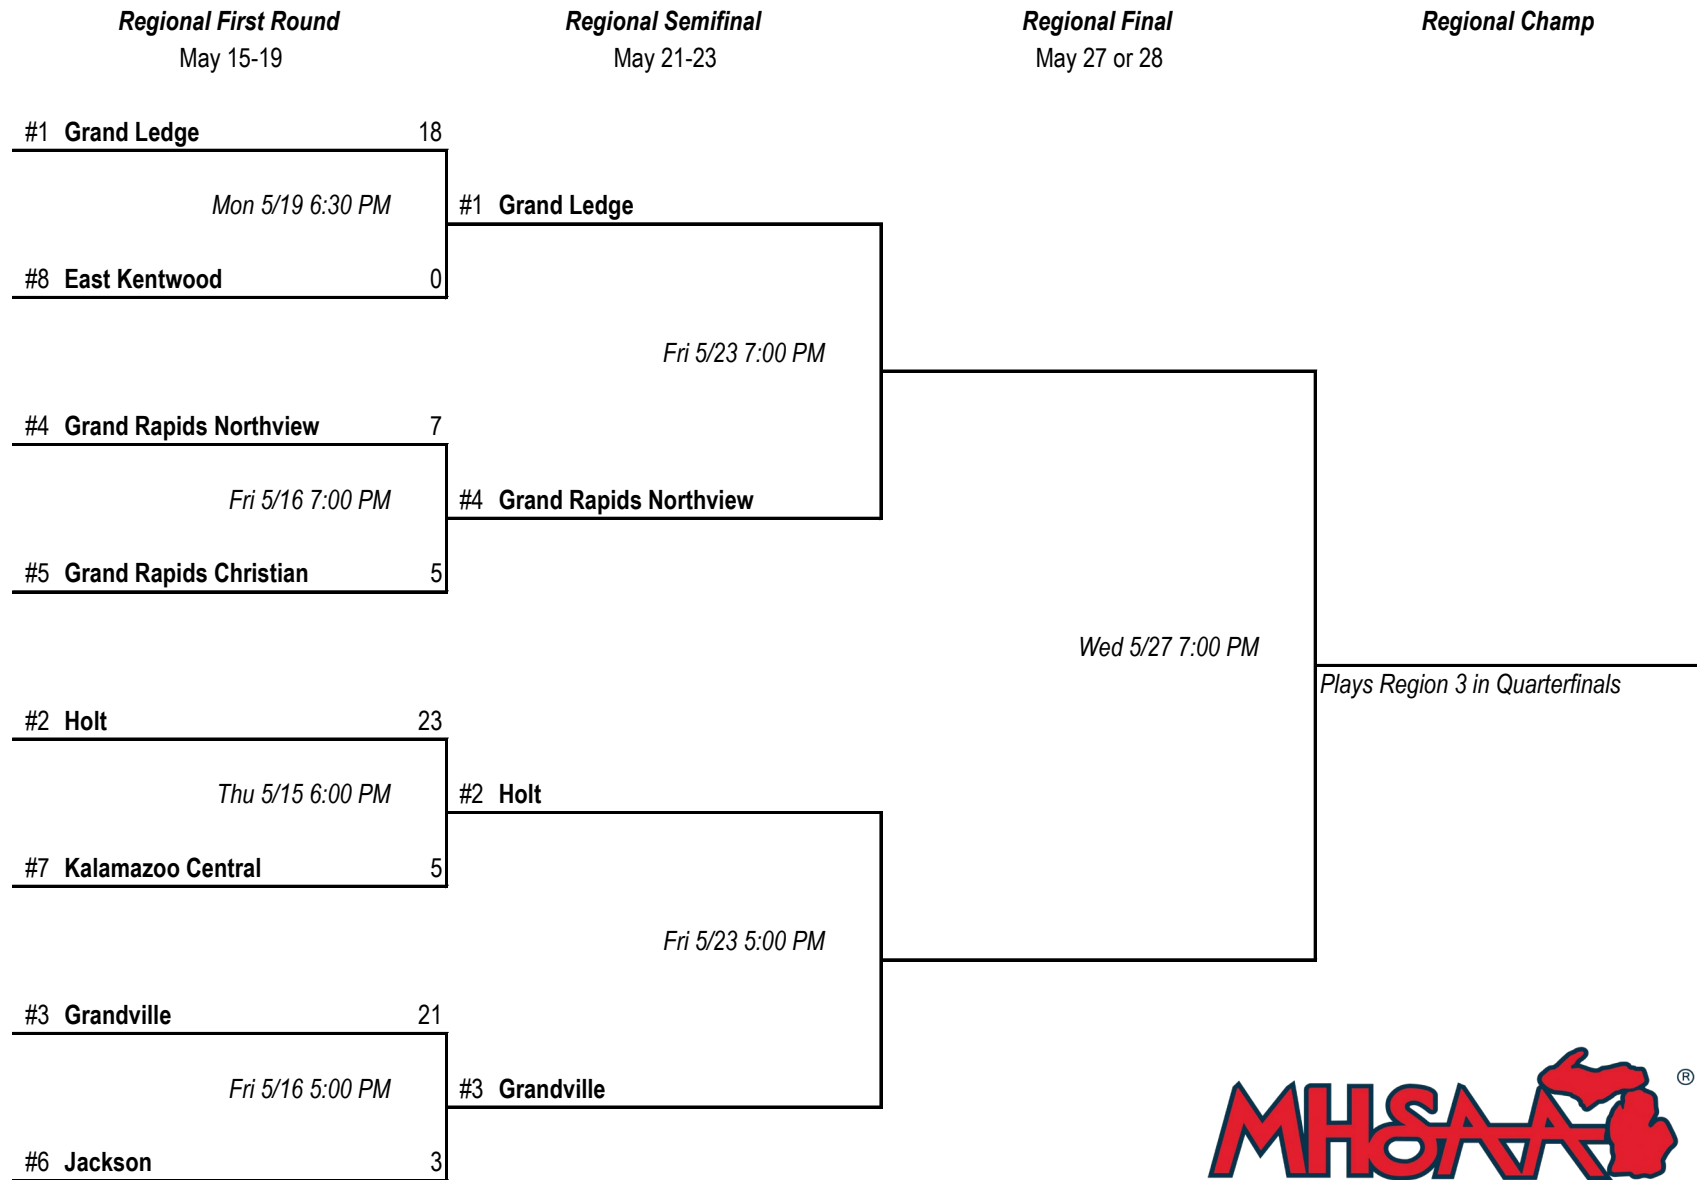 Regional First Round
May 15-19
Regional Semifinal
May 21-23
Regional Final
May 27 or 28
Regional Champ
#1 Grand Ledge 18
Mon 5/19 6:30 PM
#1 Grand Ledge
#8 East Kentwood 0
Fri 5/23 7:00 PM
#4 Grand Rapids Northview 7
Fri 5/16 7:00 PM
#4 Grand Rapids Northview
#5 Grand Rapids Christian 5
Wed 5/27 7:00 PM
Plays Region 3 in Quarterfinals
#2 Holt 23
Thu 5/15 6:00 PM
#2 Holt
#7 Kalamazoo Central 5
Fri 5/23 5:00 PM
#3 Grandville 21
Fri 5/16 5:00 PM
#3 Grandville
#6 Jackson 3
MHSAA ®